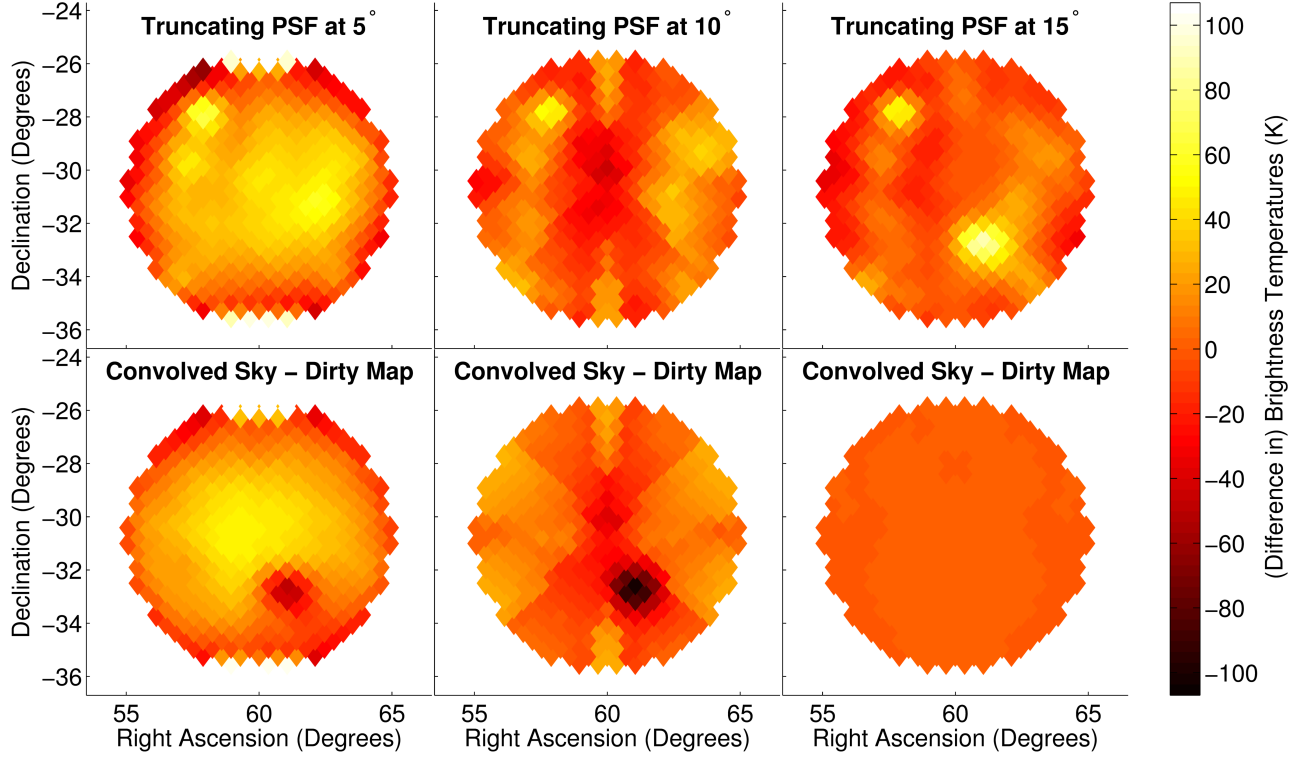 Truncating PSF at 5°
Truncating PSF at 10°
Truncating PSF at 15°
Declination (Degrees)
−24
−26
−28
−30
−32
−34
−36
Convolved Sky − Dirty Map
Convolved Sky − Dirty Map
Convolved Sky − Dirty Map
Declination (Degrees)
−24
−26
−28
−30
−32
−34
−36
55 60 65
55 60 65
55 60 65
Right Ascension (Degrees)
Right Ascension (Degrees)
Right Ascension (Degrees)
100
80
60
40
20
0
−20
−40
−60
−80
−100
(Difference in) Brightness Temperatures (K)